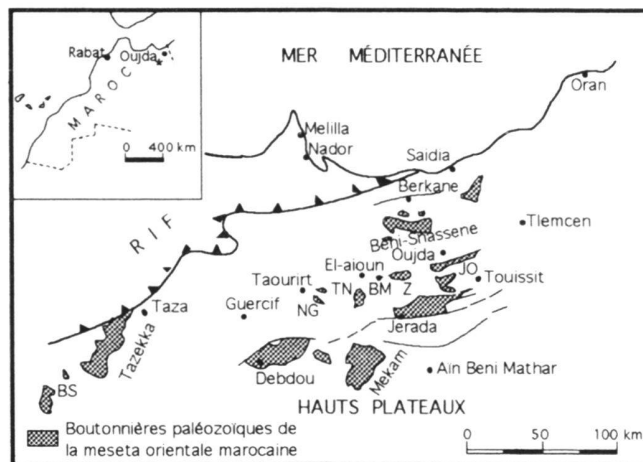 MER MÉDITERRANÉE
Rabat
Oujda
MAROC
0 400 km
Oran
Melilla
Nador
Saidia
Berkane
RIF
Tlemcen
Beni-Snassene
Oujda
El-aioun
JO
Taourirt
TN
BM
Z
Touissit
Taza
Guercif
NG
Jerada
Tazekka
Debdou
Mekam
Aïn Beni Mathar
BS
HAUTS PLATEAUX
Boutonnières paléozoïques de
la meseta orientale marocaine
0 50 100 km